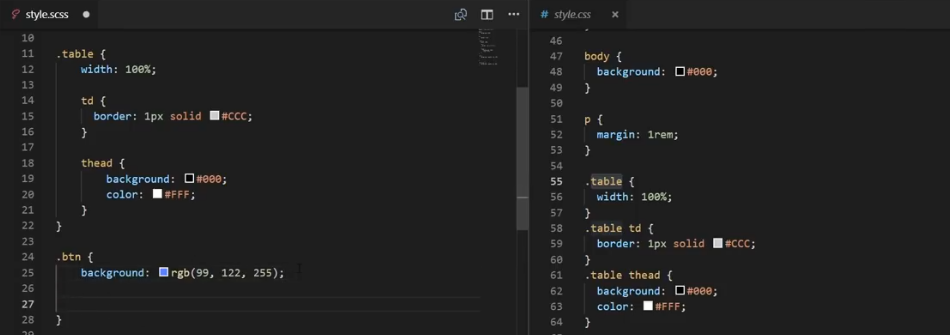 style.scss
style.css
10
11 .table {
12 width: 100%;
13
14 td {
15 border: 1px solid #CCC;
16 }
17
18 thead {
19 background: #000;
20 color: #FFF;
21 }
22 }
23
24 .btn {
25 background: rgb(99, 122, 255);
26
27
28 }
29
46
47 body {
48 background: #000;
49 }
50
51 p {
52 margin: 1rem;
53 }
54
55 .table {
56 width: 100%;
57 }
58 .table td {
59 border: 1px solid #CCC;
60 }
61 .table thead {
62 background: #000;
63 color: #FFF;
64 }